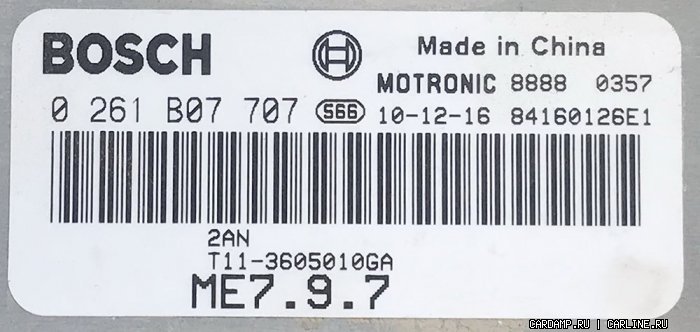 BOSCH Made in China
MOTRONIC 8888 0357
0 261 B07 707 S66 10-12-16 84160126E1
2AN
T11-3605010GA
ME7.9.7
CARDAMP.RU | CARLINE.RU